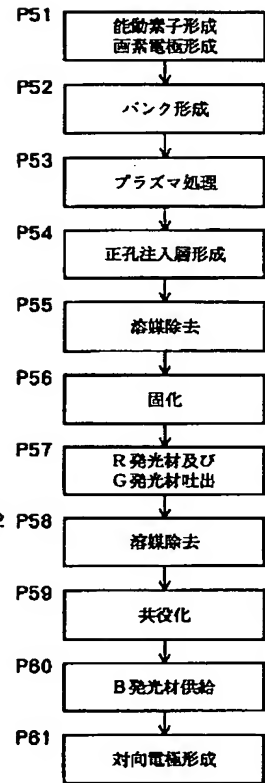 P51
能動素子形成
画素電極形成
P52
バンク形成
P53
プラズマ処理
P54
正孔注入層形成
P55
溶媒除去
P56
固化
P57
R発光材及び
G発光材吐出
P58
溶媒除去
P59
共役化
P60
B発光材供給
P61
対向電極形成